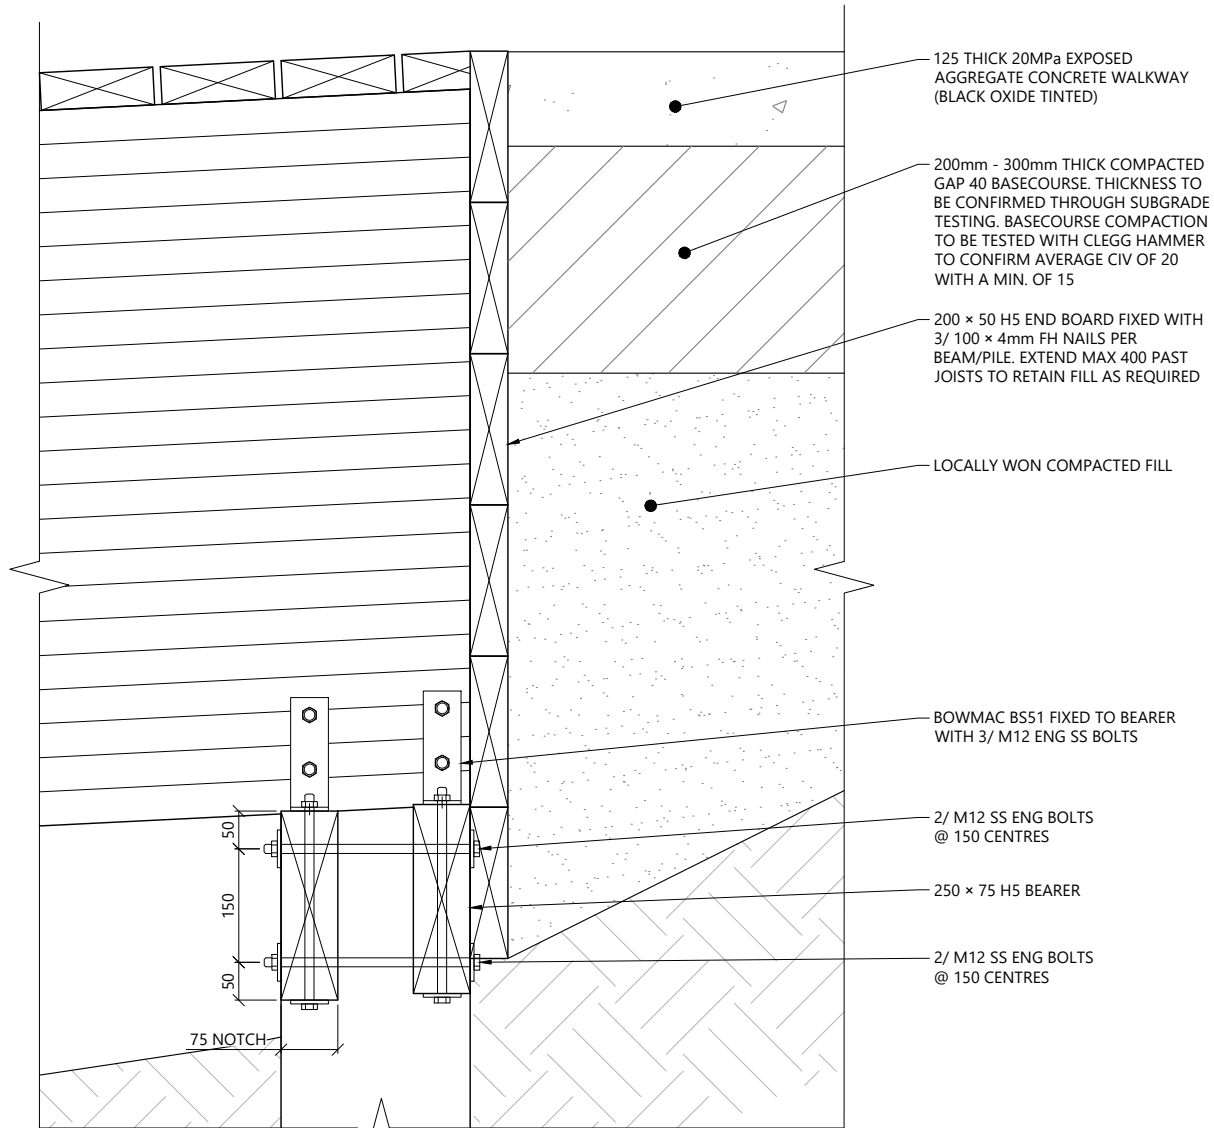 125 THICK 20MPa EXPOSED
AGGREGATE CONCRETE WALKWAY
(BLACK OXIDE TINTED)
200mm - 300mm THICK COMPACTED
GAP 40 BASECOURSE. THICKNESS TO
BE CONFIRMED THROUGH SUBGRADE
TESTING. BASECOURSE COMPACTION
TO BE TESTED WITH CLEGG HAMMER
TO CONFIRM AVERAGE CIV OF 20
WITH A MIN. OF 15
200 × 50 H5 END BOARD FIXED WITH
3/ 100 × 4mm FH NAILS PER
BEAM/PILE. EXTEND MAX 400 PAST
JOISTS TO RETAIN FILL AS REQUIRED
LOCALLY WON COMPACTED FILL
BOWMAC BS51 FIXED TO BEARER
WITH 3/ M12 ENG SS BOLTS
2/ M12 SS ENG BOLTS
@ 150 CENTRES
250 × 75 H5 BEARER
2/ M12 SS ENG BOLTS
@ 150 CENTRES
50
150
50
75 NOTCH